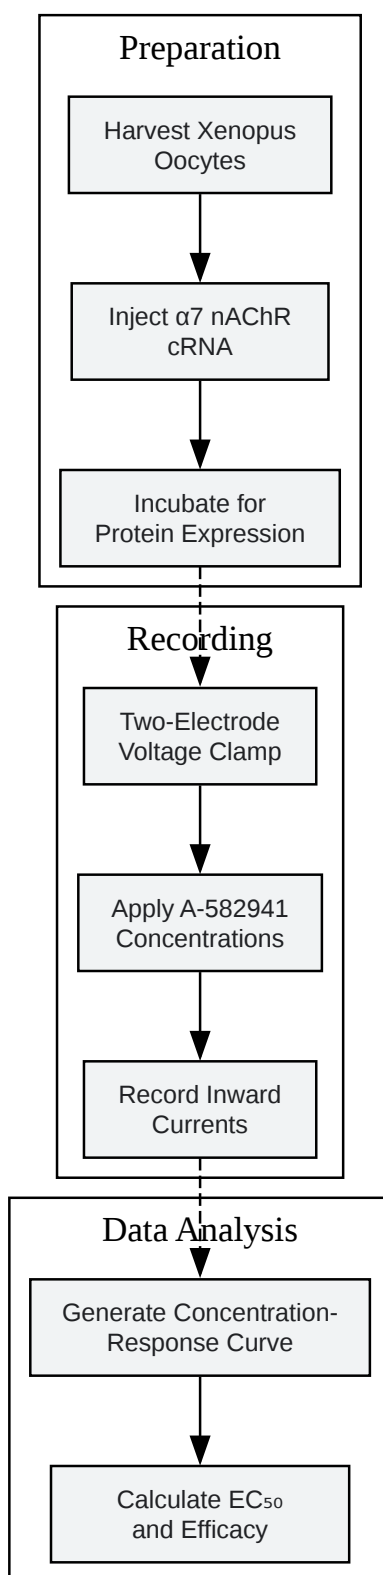 Preparation
Harvest Xenopus
Oocytes
Inject α7 nAChR
cRNA
Incubate for
Protein Expression
Recording
Two-Electrode
Voltage Clamp
Apply A-582941
Concentrations
Record Inward
Currents
Data Analysis
Generate Concentration-
Response Curve
Calculate EC₅₀
and Efficacy